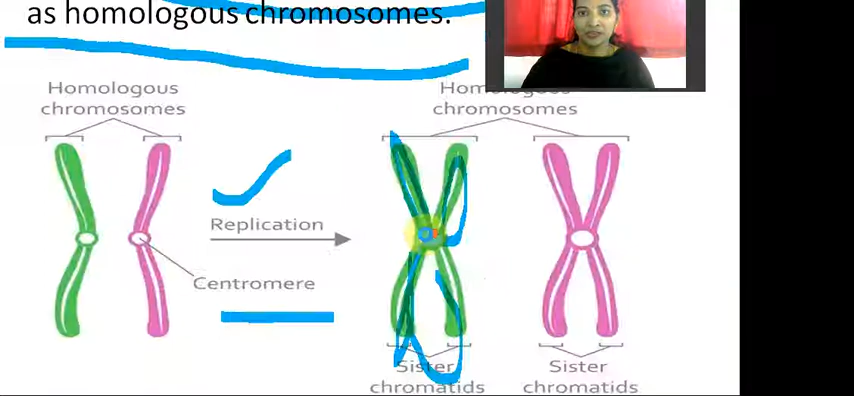 as homologous chromosomes.
Homologous
chromosomes
Homologous
chromosomes
Replication
Centromere
Sister
chromatids
Sister
chromatids